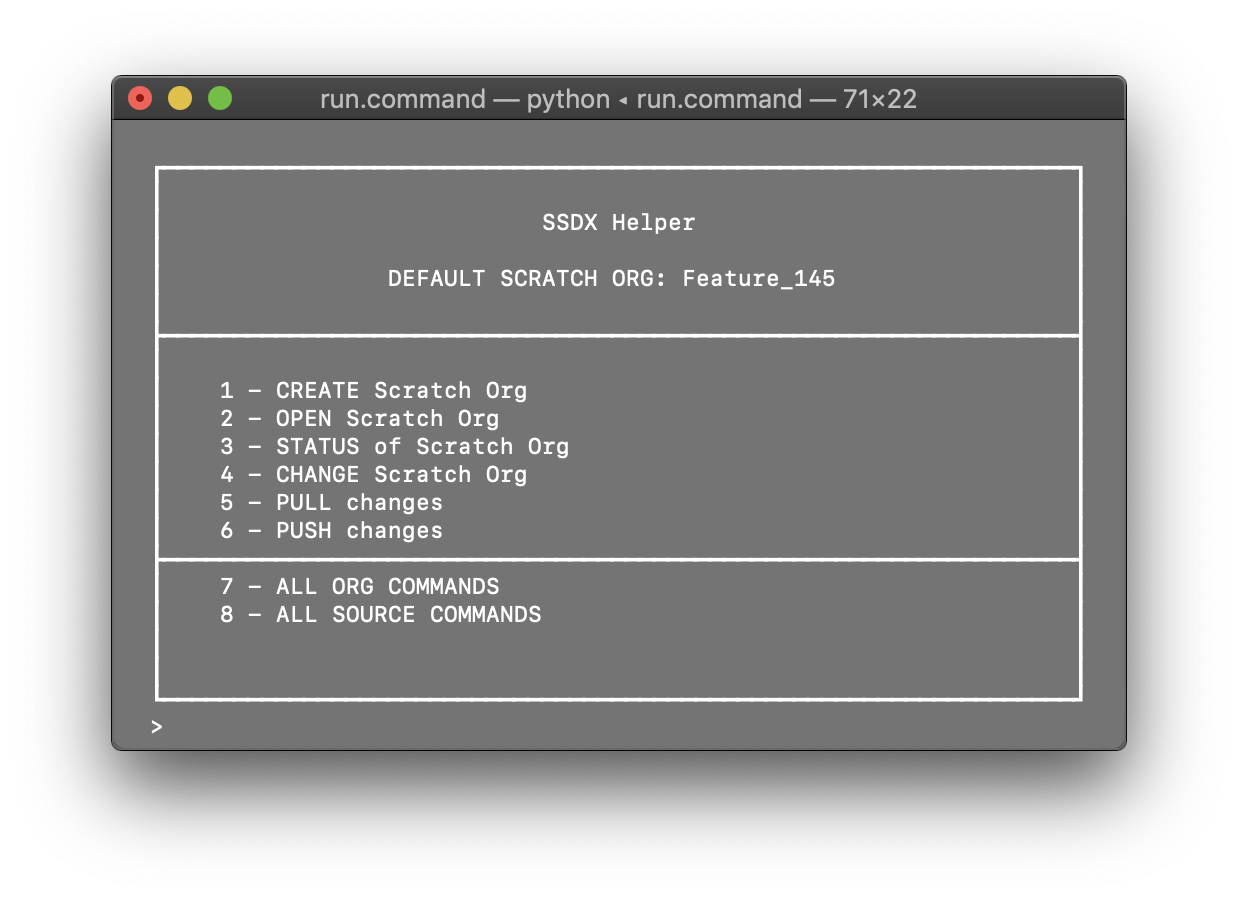 run.command — python ◂ run.command — 71×22
SSDX Helper
DEFAULT SCRATCH ORG: Feature_145
1 – CREATE Scratch Org
2 – OPEN Scratch Org
3 – STATUS of Scratch Org
4 – CHANGE Scratch Org
5 – PULL changes
6 – PUSH changes
7 – ALL ORG COMMANDS
8 – ALL SOURCE COMMANDS
>